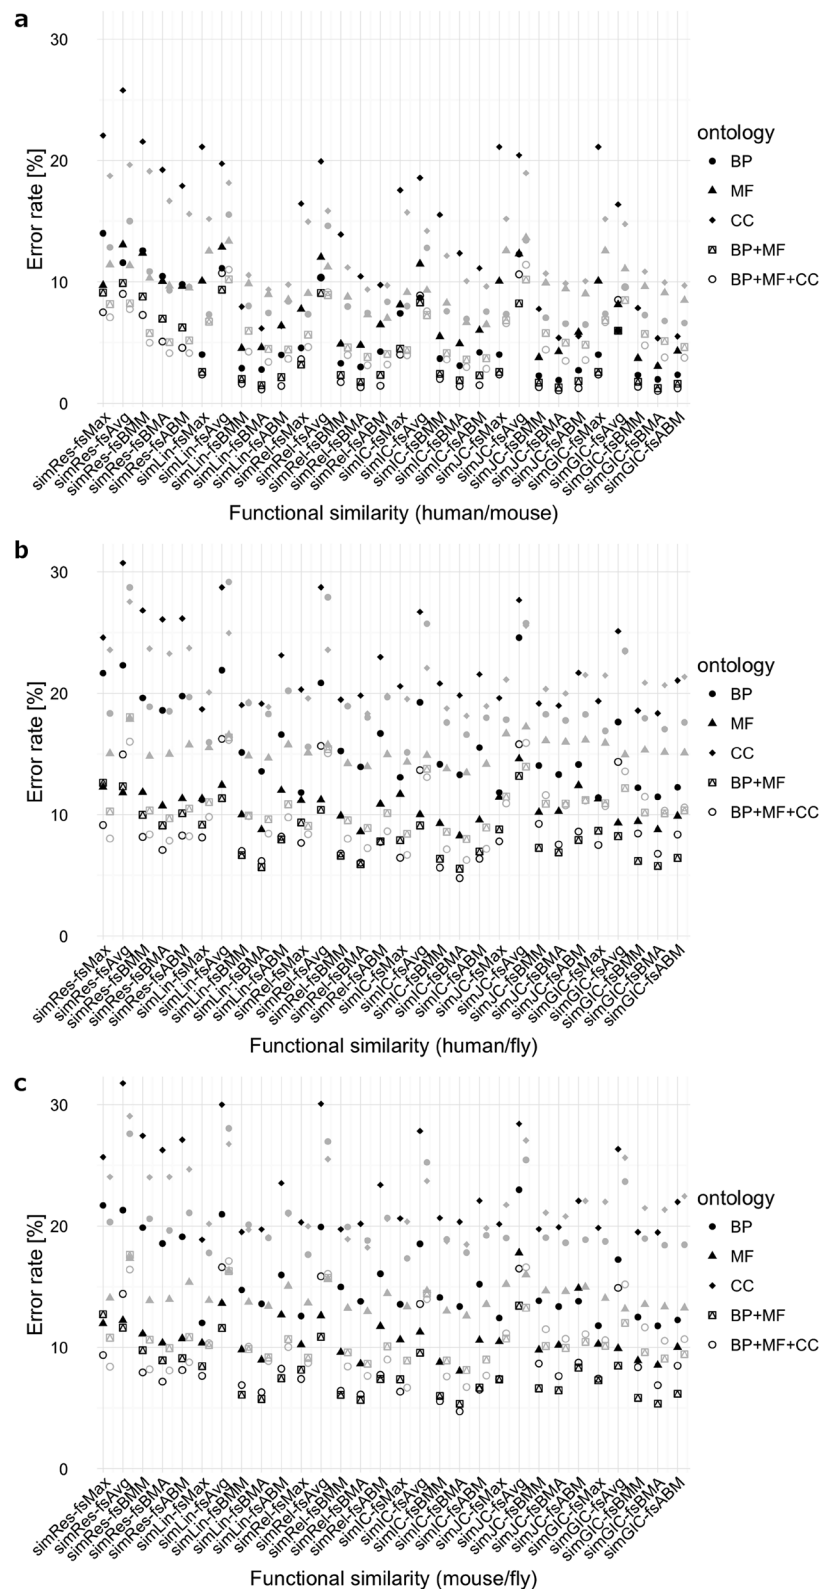 a
30
20
10
0
Error rate [%]
ontology
BP
MF
CC
BP+MF
BP+MF+CC
simRes-fsMax
simRes-fsAvg
simRes-fsBMM
simRes-fsBMA
simRes-fsABM
simLin-fsMax
simLin-fsAvg
simLin-fsBMM
simLin-fsBMA
simLin-fsABM
simRel-fsMax
simRel-fsAvg
simRel-fsBMM
simRel-fsBMA
simRel-fsABM
simIC-fsMax
simIC-fsAvg
simIC-fsBMM
simIC-fsBMA
simIC-fsABM
simJC-fsMax
simJC-fsAvg
simJC-fsBMM
simJC-fsBMA
simJC-fsABM
simGIC-fsMax
simGIC-fsAvg
simGIC-fsBMM
simGIC-fsBMA
simGIC-fsABM
Functional similarity (human/mouse)
b
30
20
10
0
Error rate [%]
ontology
BP
MF
CC
BP+MF
BP+MF+CC
simRes-fsMax
simRes-fsAvg
simRes-fsBMM
simRes-fsBMA
simRes-fsABM
simLin-fsMax
simLin-fsAvg
simLin-fsBMM
simLin-fsBMA
simLin-fsABM
simRel-fsMax
simRel-fsAvg
simRel-fsBMM
simRel-fsBMA
simRel-fsABM
simIC-fsMax
simIC-fsAvg
simIC-fsBMM
simIC-fsBMA
simIC-fsABM
simJC-fsMax
simJC-fsAvg
simJC-fsBMM
simJC-fsBMA
simJC-fsABM
simGIC-fsMax
simGIC-fsAvg
simGIC-fsBMM
simGIC-fsBMA
simGIC-fsABM
Functional similarity (human/fly)
c
30
20
10
0
Error rate [%]
ontology
BP
MF
CC
BP+MF
BP+MF+CC
simRes-fsMax
simRes-fsAvg
simRes-fsBMM
simRes-fsBMA
simRes-fsABM
simLin-fsMax
simLin-fsAvg
simLin-fsBMM
simLin-fsBMA
simLin-fsABM
simRel-fsMax
simRel-fsAvg
simRel-fsBMM
simRel-fsBMA
simRel-fsABM
simIC-fsMax
simIC-fsAvg
simIC-fsBMM
simIC-fsBMA
simIC-fsABM
simJC-fsMax
simJC-fsAvg
simJC-fsBMM
simJC-fsBMA
simJC-fsABM
simGIC-fsMax
simGIC-fsAvg
simGIC-fsBMM
simGIC-fsBMA
simGIC-fsABM
Functional similarity (mouse/fly)